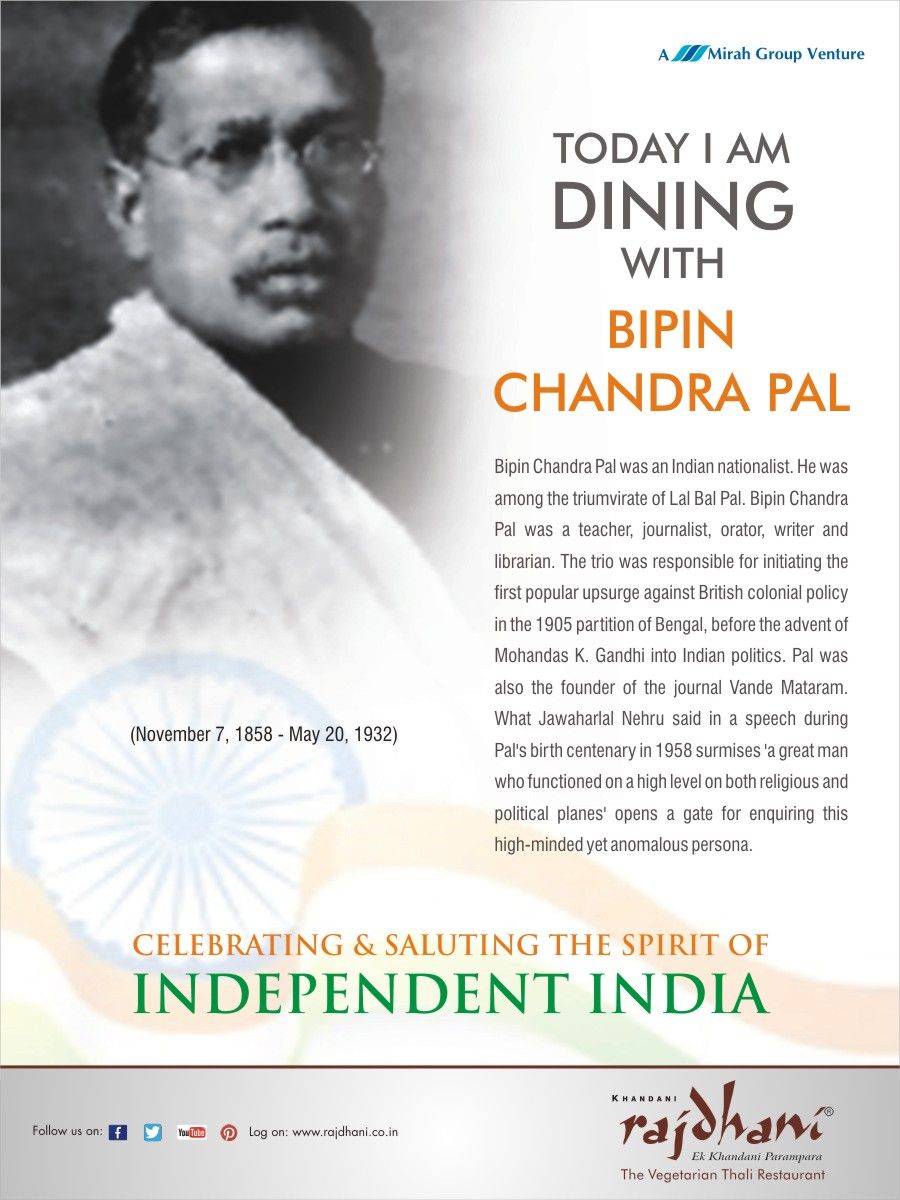 A Mirah Group Venture
TODAY I AM
DINING
WITH
BIPIN
CHANDRA PAL
Bipin Chandra Pal was an Indian nationalist. He was
among the triumvirate of Lal Bal Pal. Bipin Chandra
Pal was a teacher, journalist, orator, writer and
librarian. The trio was responsible for initiating the
first popular upsurge against British colonial policy
in the 1905 partition of Bengal, before the advent of
Mohandas K. Gandhi into Indian politics. Pal was
also the founder of the journal Vande Mataram.
What Jawaharlal Nehru said in a speech during
Pal's birth centenary in 1958 surmises 'a great man
who functioned on a high level on both religious and
political planes' opens a gate for enquiring this
high-minded yet anomalous persona.
(November 7, 1858 - May 20, 1932)
CELEBRATING & SALUTING THE SPIRIT OF
INDEPENDENT INDIA
Follow us on: f You Tube Log on: www.rajdhani.co.in
KHANDANI
rajdhani®
Ek Khandani Parampara
The Vegetarian Thali Restaurant